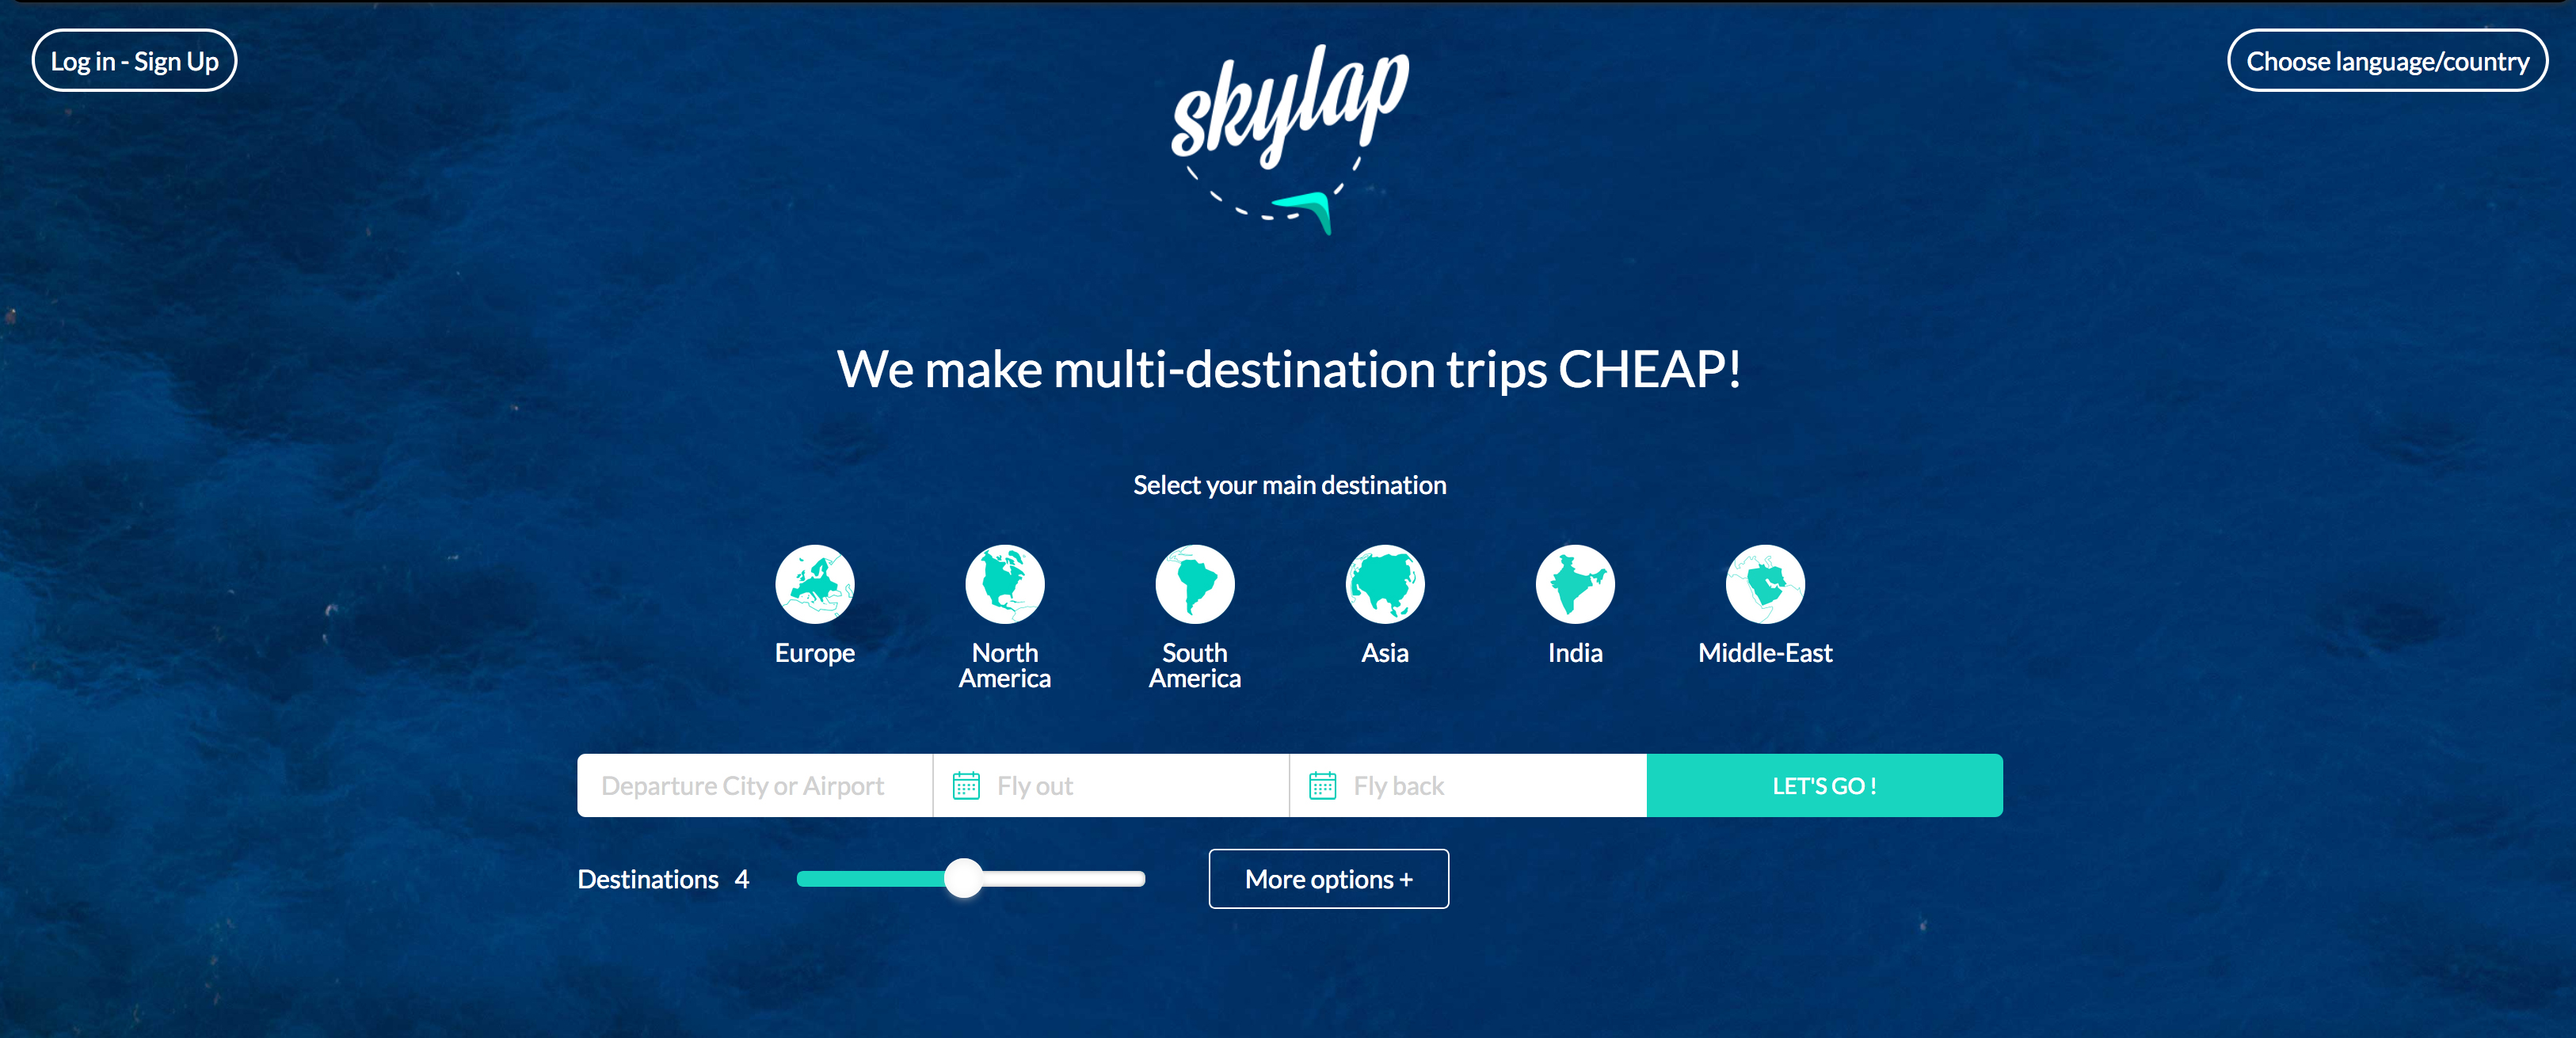 Log in - Sign Up
skylap
Choose language/country
We make multi-destination trips CHEAP!
Select your main destination
Europe
North
America
South
America
Asia
India
Middle-East
Departure City or Airport
Fly out
Fly back
LET'S GO !
Destinations 4
More options +